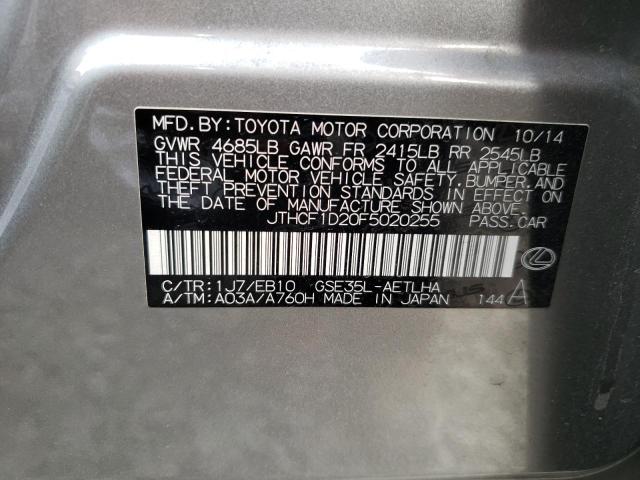 MFD.BY:TOYOTA MOTOR CORPORATION 10/14
GVWR 4685LB GAWR FR 2415LB RR 2545LB
THIS VEHICLE CONFORMS TO ALL APPLICABLE
FEDERAL MOTOR VEHICLE SAFETY, BUMPER, AND
THEFT PREVENTION STANDARDS IN EFFECT ON
THE DATE OF MANUFACTURE SHOWN ABOVE.
JTHCF1D20F5020255 PASS.CAR
C/TR:1J7/EB10 GSE35L-AETLHA
A/TM:A03A/A760H MADE IN JAPAN 144 A